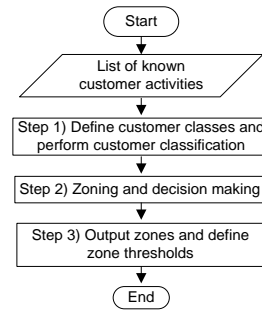 Start
List of known
customer activities
Step 1) Define customer classes and
perform customer classification
Step 2) Zoning and decision making
Step 3) Output zones and define
zone thresholds
End